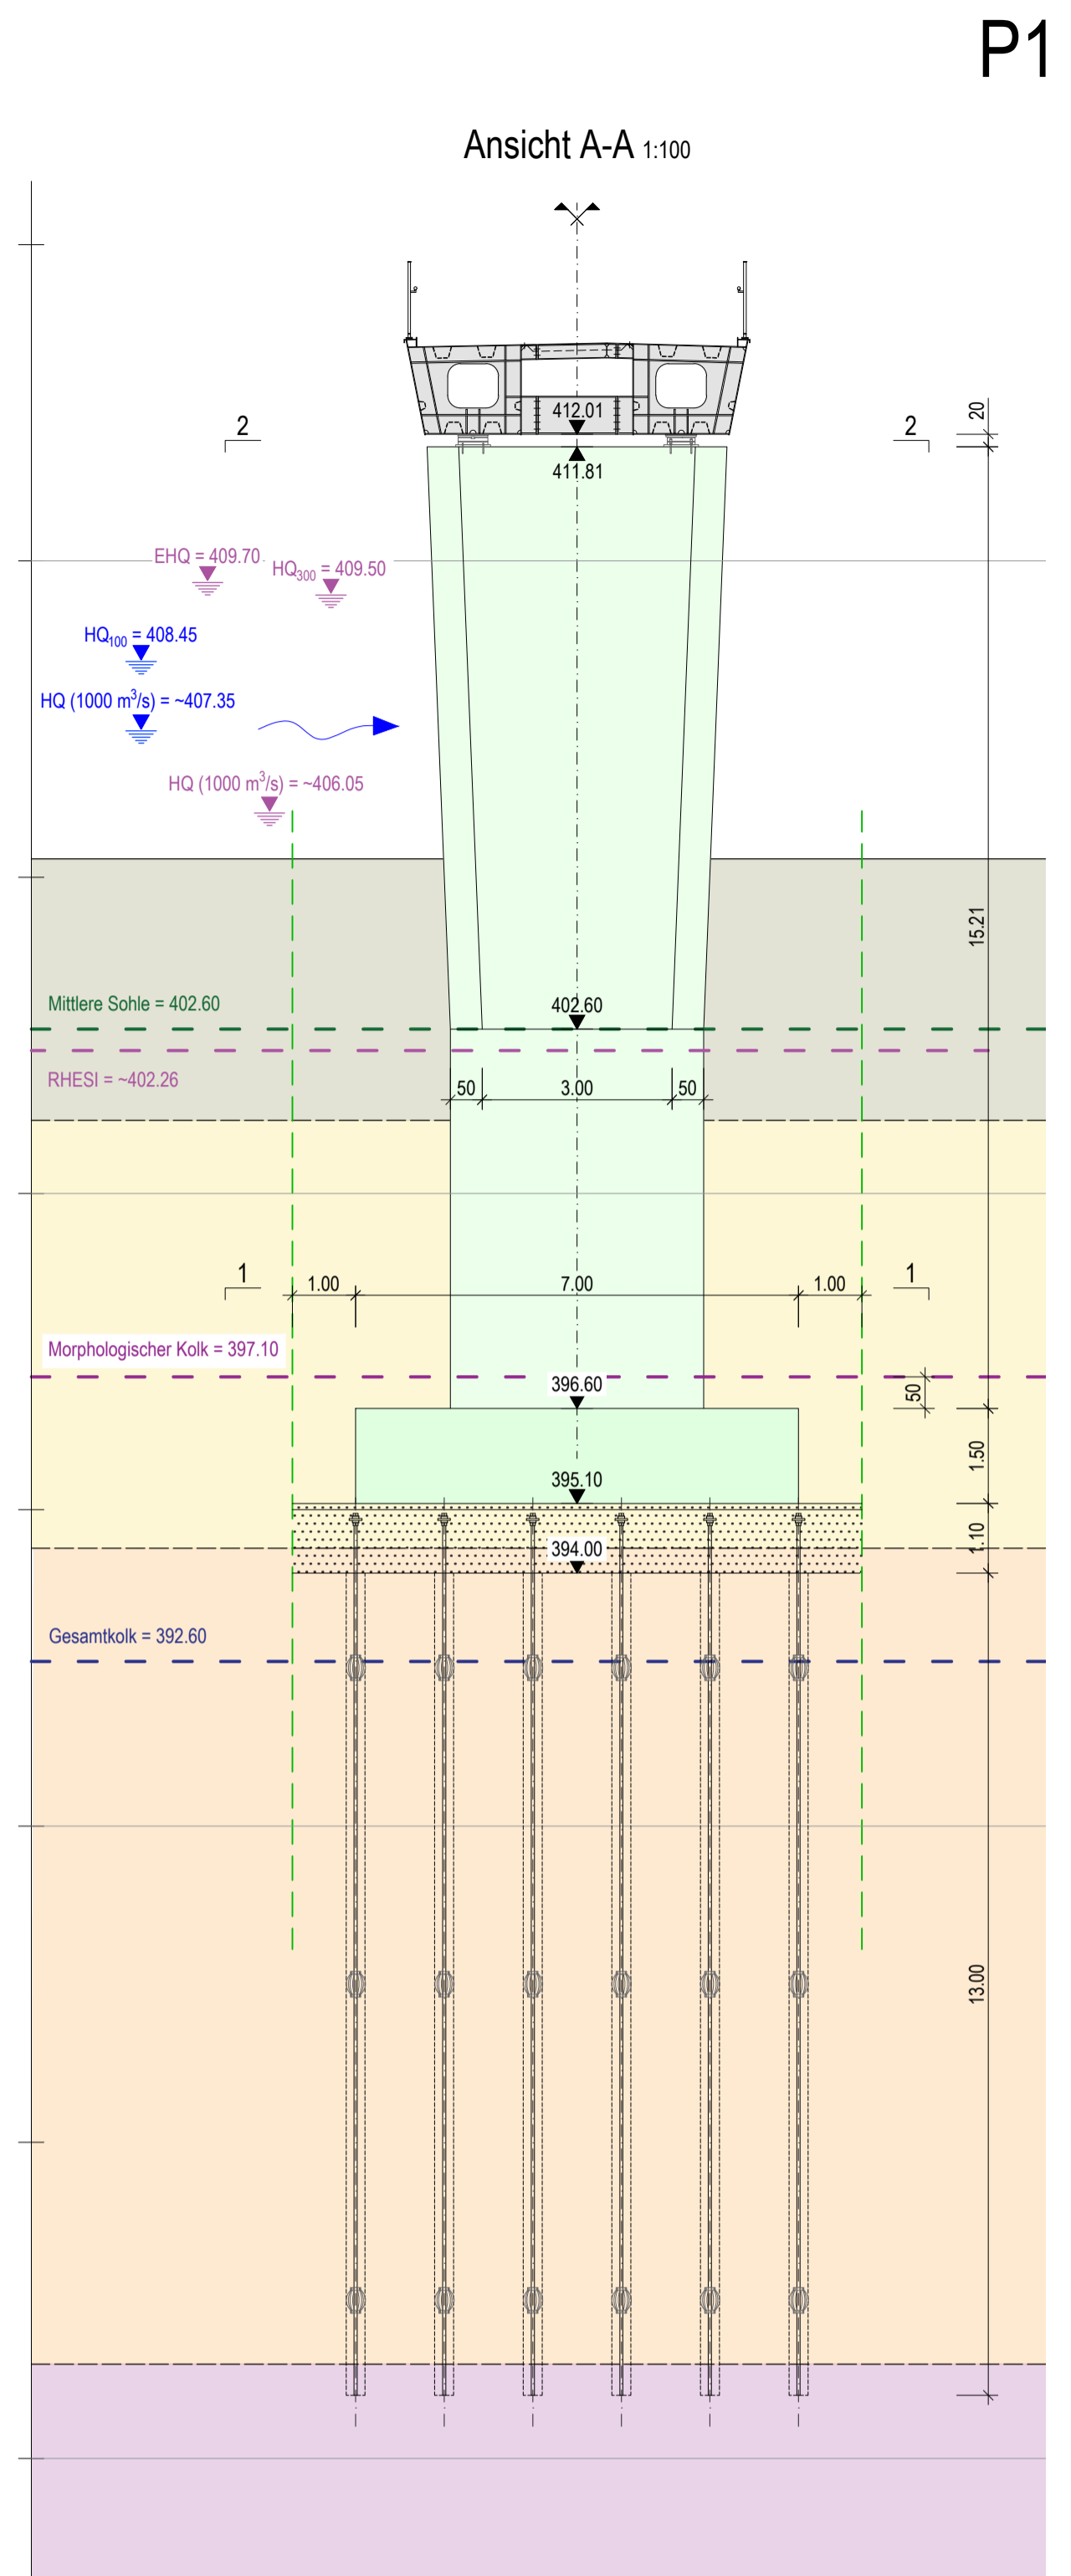 P1
Ansicht A-A 1:100
412.01
20
2
2
411.81
EHQ = 409.70
HQ300 = 409.50
HQ100 = 408.45
HQ (1000 m³/s) = ~407.35
HQ (1000 m³/s) = ~406.05
15.21
Mittlere Sohle = 402.60
402.60
RHESI = ~402.26
50
3.00
50
1
1
1.00
7.00
1.00
Morphologischer Kolk = 397.10
396.60
50
1.50
395.10
1.10
394.00
Gesamtkolk = 392.60
13.00